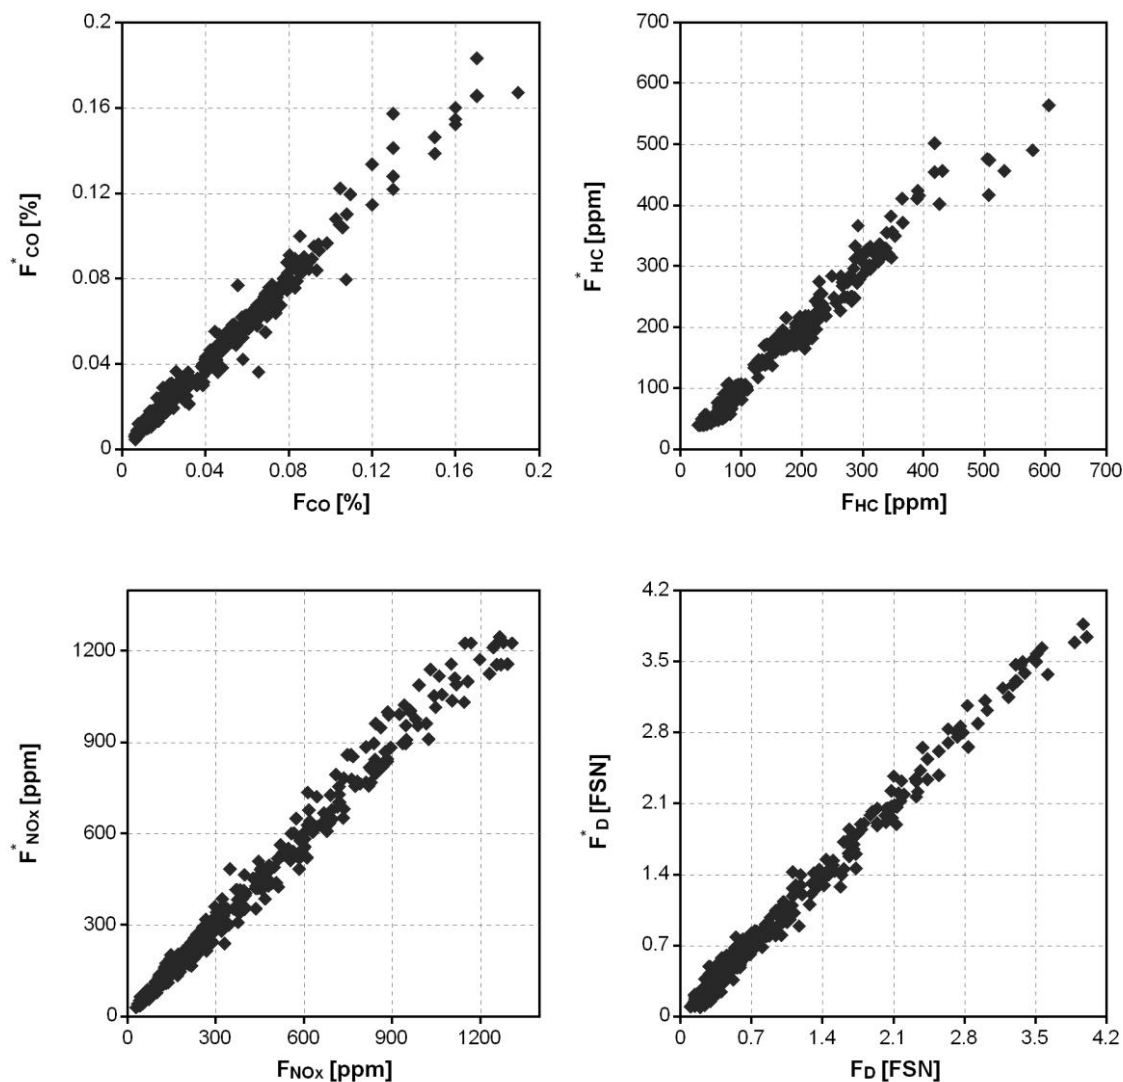 0.2
0.16
0.12
0.08
0.04
0
F*CO [%]
0 0.04 0.08 0.12 0.16 0.2
FCO [%]
700
600
500
400
300
200
100
0
F*HC [ppm]
0 100 200 300 400 500 600 700
FHC [ppm]
1200
900
600
300
0
F*NOx [ppm]
0 300 600 900 1200
FNOx [ppm]
4.2
3.5
2.8
2.1
1.4
0.7
0
F*D [FSN]
0 0.7 1.4 2.1 2.8 3.5 4.2
FD [FSN]